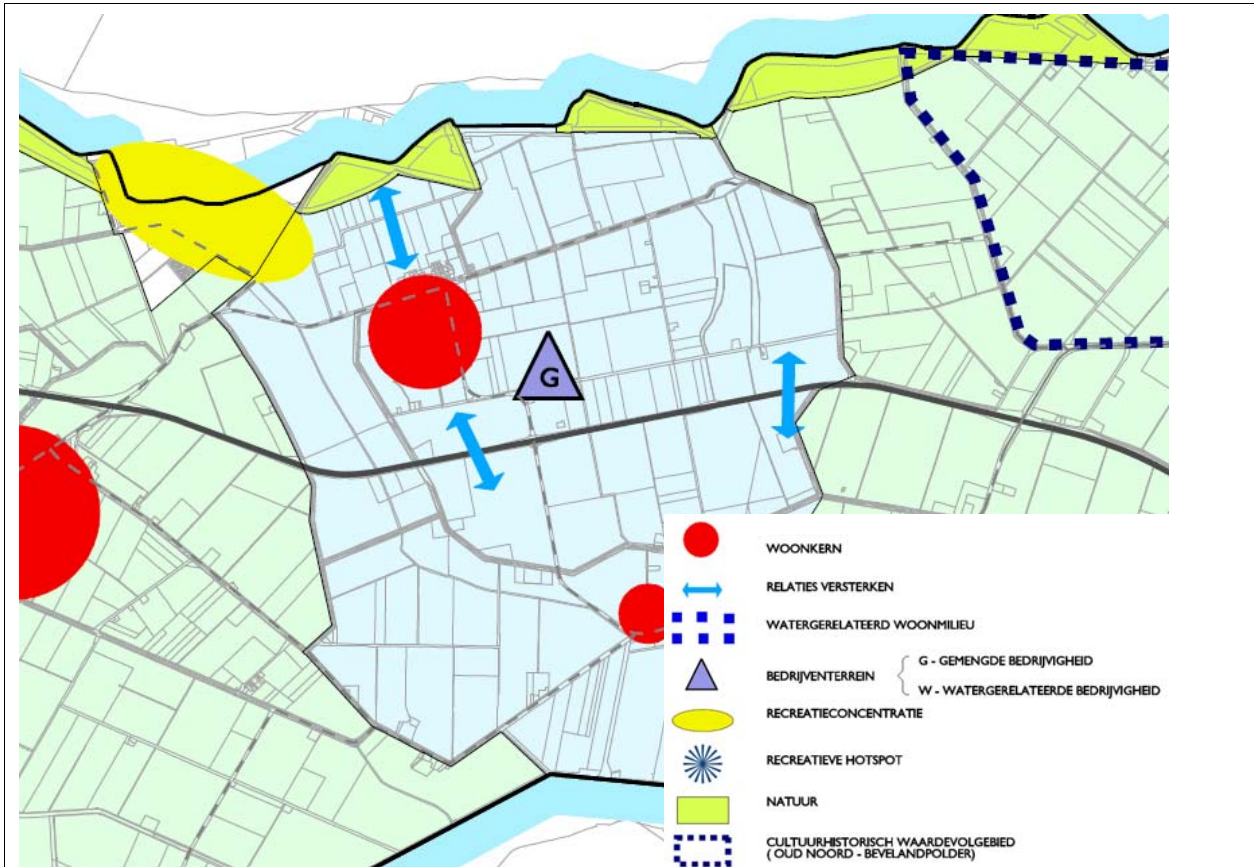 G
WOONKERN
RELATIES VERSTERKEN
WATERGERELATEERD WOONMILIEU
BEDRIJVENTERREIN
G - GEMENGDE BEDRIJVIGHEID
W - WATERGERELATEERDE BEDRIJVIGHEID
RECREATIECONCENTRATIE
RECREATIEVE HOTSPOT
NATUUR
CULTUURHISTORISCH WAARDEVOLGEBIED
( OUD NOORD - BEVELANDPOLDER)